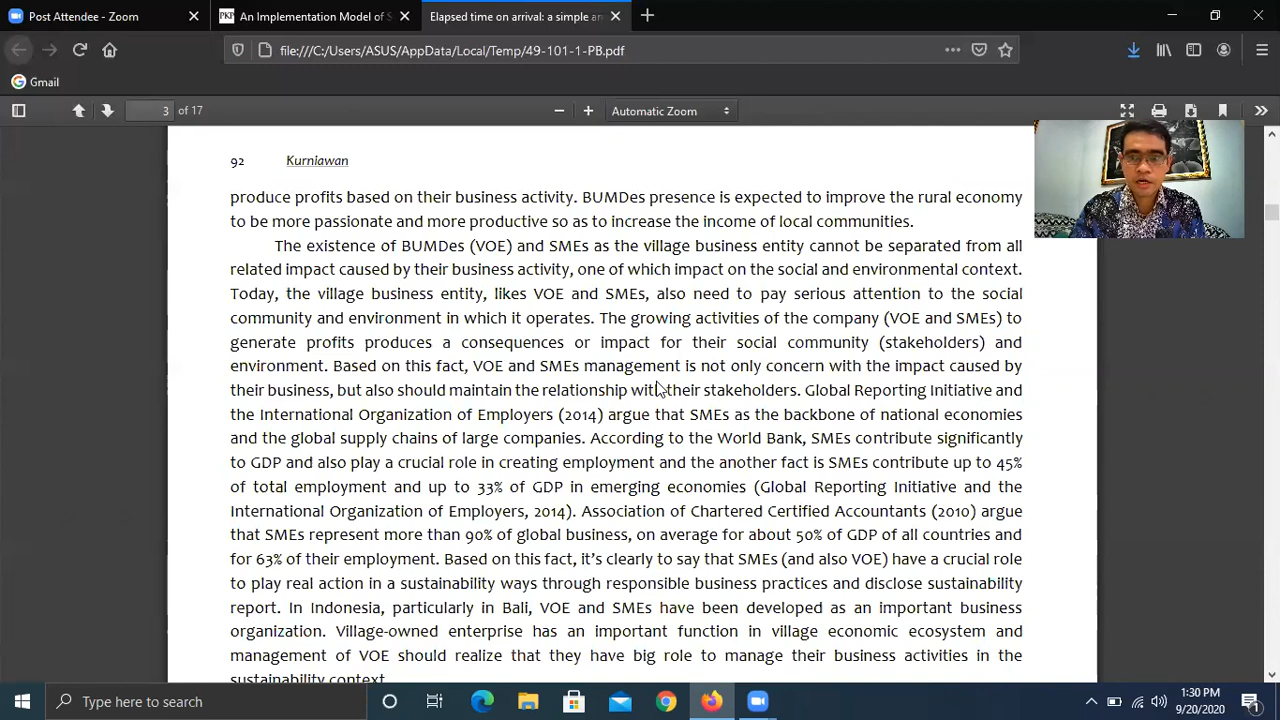 Post Attendee - Zoom
An Implementation Model of S
Elapsed time on arrival: a simple an
file:///C:/Users/ASUS/AppData/Local/Temp/49-101-1-PB.pdf
Gmail
3 of 17
Automatic Zoom
92 Kurniawan
produce profits based on their business activity. BUMDes presence is expected to improve the rural economy
to be more passionate and more productive so as to increase the income of local communities.
The existence of BUMDes (VOE) and SMEs as the village business entity cannot be separated from all
related impact caused by their business activity, one of which impact on the social and environmental context.
Today, the village business entity, likes VOE and SMEs, also need to pay serious attention to the social
community and environment in which it operates. The growing activities of the company (VOE and SMEs) to
generate profits produces a consequences or impact for their social community (stakeholders) and
environment. Based on this fact, VOE and SMEs management is not only concern with the impact caused by
their business, but also should maintain the relationship with their stakeholders. Global Reporting Initiative and
the International Organization of Employers (2014) argue that SMEs as the backbone of national economies
and the global supply chains of large companies. According to the World Bank, SMEs contribute significantly
to GDP and also play a crucial role in creating employment and the another fact is SMEs contribute up to 45%
of total employment and up to 33% of GDP in emerging economies (Global Reporting Initiative and the
International Organization of Employers, 2014). Association of Chartered Certified Accountants (2010) argue
that SMEs represent more than 90% of global business, on average for about 50% of GDP of all countries and
for 63% of their employment. Based on this fact, it's clearly to say that SMEs (and also VOE) have a crucial role
to play real action in a sustainability ways through responsible business practices and disclose sustainability
report. In Indonesia, particularly in Bali, VOE and SMEs have been developed as an important business
organization. Village-owned enterprise has an important function in village economic ecosystem and
management of VOE should realize that they have big role to manage their business activities in the
sustainability context.
Type here to search
1:30 PM
9/20/2020